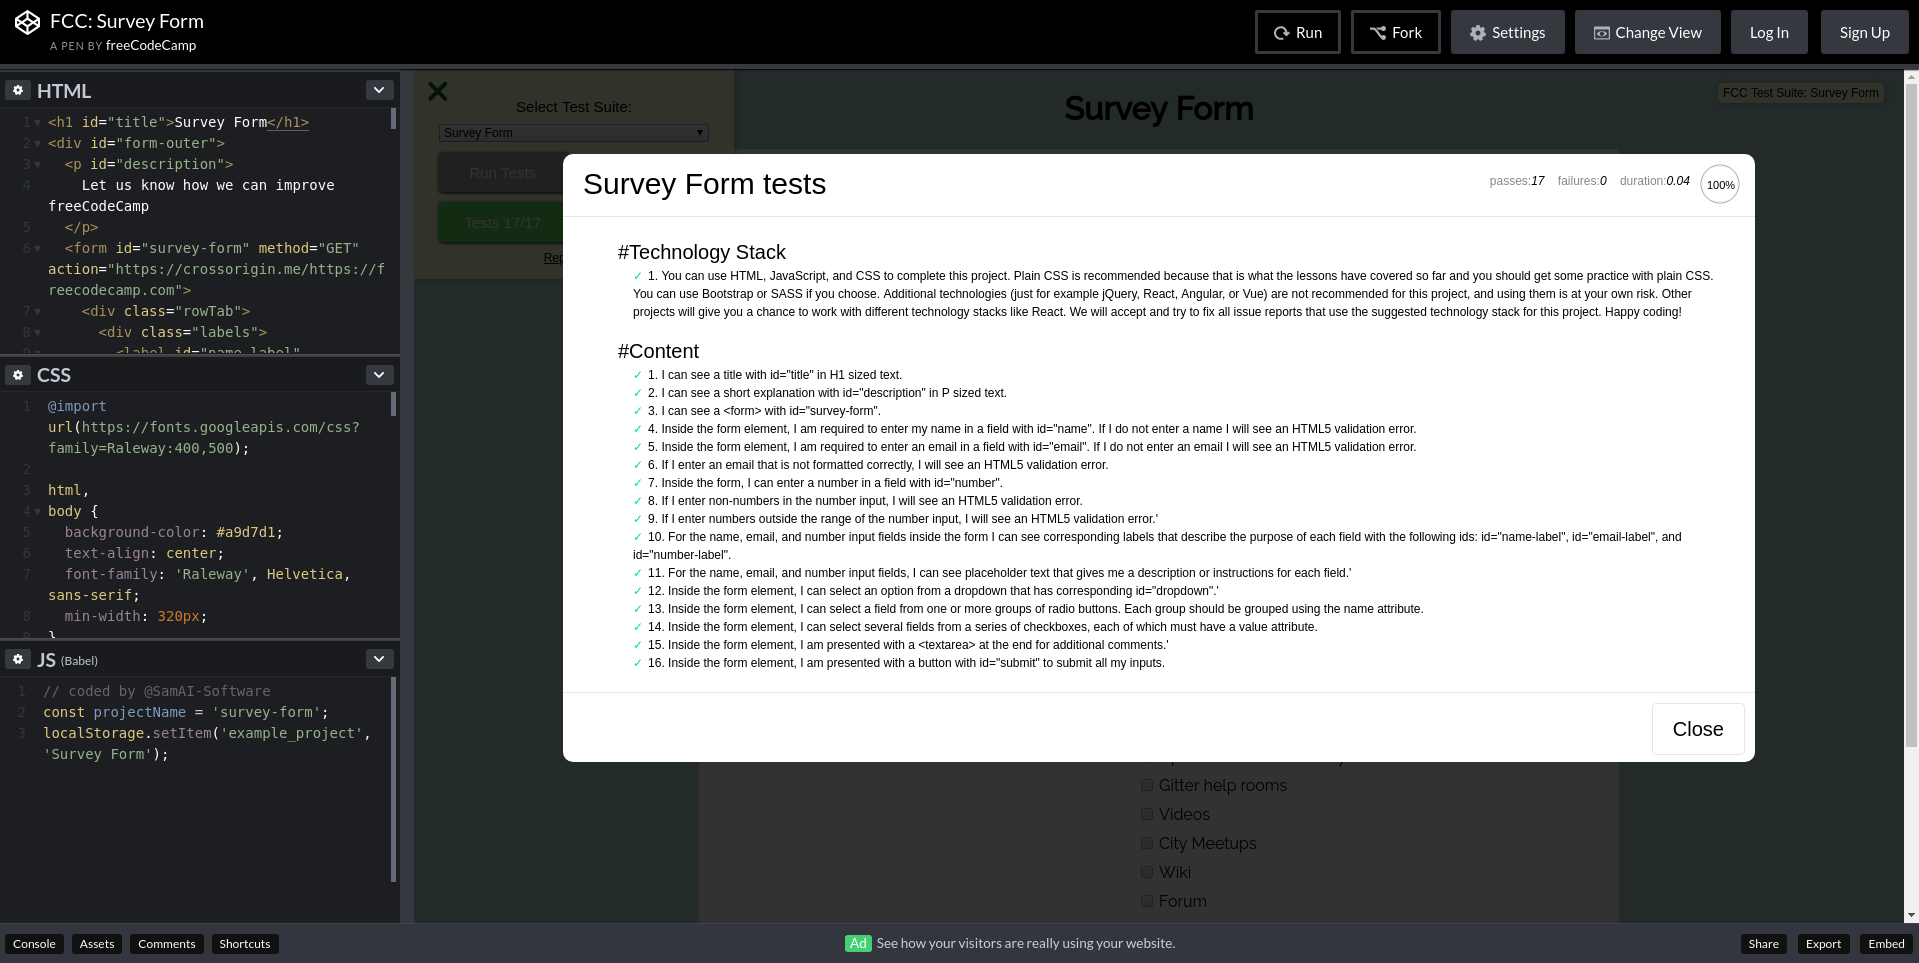 FCC: Survey Form
A PEN BY freeCodeCamp
Run
Fork
Settings
Change View
Log In
Sign Up
HTML
1 <h1 id="title">Survey Form</h1>
2 <div id="form-outer">
3 <p id="description">
4 Let us know how we can improve
freeCodeCamp
5 </p>
6 <form id="survey-form" method="GET"
action="https://crossorigin.me/https://f
reecodecamp.com">
7 <div class="rowTab">
8 <div class="labels">
9 <label id="name-label"
CSS
1 @import
url(https://fonts.googleapis.com/css?
family=Raleway:400,500);
2
3 html,
4 body {
5 background-color: #a9d7d1;
6 text-align: center;
7 font-family: 'Raleway', Helvetica,
sans-serif;
8 min-width: 320px;
9 }
JS (Babel)
1 // coded by @SamAI-Software
2 const projectName = 'survey-form';
3 localStorage.setItem('example_project',
'Survey Form');
Select Test Suite:
Survey Form
Run Tests
Tests 17/17
Survey Form
FCC Test Suite: Survey Form
Survey Form tests
passes:17 failures:0 duration:0.04 100%
#Technology Stack
✓ 1. You can use HTML, JavaScript, and CSS to complete this project. Plain CSS is recommended because that is what the lessons have covered so far and you should get some practice with plain CSS.
You can use Bootstrap or SASS if you choose. Additional technologies (just for example jQuery, React, Angular, or Vue) are not recommended for this project, and using them is at your own risk. Other
projects will give you a chance to work with different technology stacks like React. We will accept and try to fix all issue reports that use the suggested technology stack for this project. Happy coding!
#Content
✓ 1. I can see a title with id="title" in H1 sized text.
✓ 2. I can see a short explanation with id="description" in P sized text.
✓ 3. I can see a <form> with id="survey-form".
✓ 4. Inside the form element, I am required to enter my name in a field with id="name". If I do not enter a name I will see an HTML5 validation error.
✓ 5. Inside the form element, I am required to enter an email in a field with id="email". If I do not enter an email I will see an HTML5 validation error.
✓ 6. If I enter an email that is not formatted correctly, I will see an HTML5 validation error.
✓ 7. Inside the form, I can enter a number in a field with id="number".
✓ 8. If I enter non-numbers in the number input, I will see an HTML5 validation error.
✓ 9. If I enter numbers outside the range of the number input, I will see an HTML5 validation error.'
✓ 10. For the name, email, and number input fields inside the form I can see corresponding labels that describe the purpose of each field with the following ids: id="name-label", id="email-label", and
id="number-label".
✓ 11. For the name, email, and number input fields, I can see placeholder text that gives me a description or instructions for each field.'
✓ 12. Inside the form element, I can select an option from a dropdown that has corresponding id="dropdown".'
✓ 13. Inside the form element, I can select a field from one or more groups of radio buttons. Each group should be grouped using the name attribute.
✓ 14. Inside the form element, I can select several fields from a series of checkboxes, each of which must have a value attribute.
✓ 15. Inside the form element, I am presented with a <textarea> at the end for additional comments.'
✓ 16. Inside the form element, I am presented with a button with id="submit" to submit all my inputs.
Close
Gitter help rooms
Videos
City Meetups
Wiki
Forum
Console
Assets
Comments
Shortcuts
Ad See how your visitors are really using your website.
Share
Export
Embed